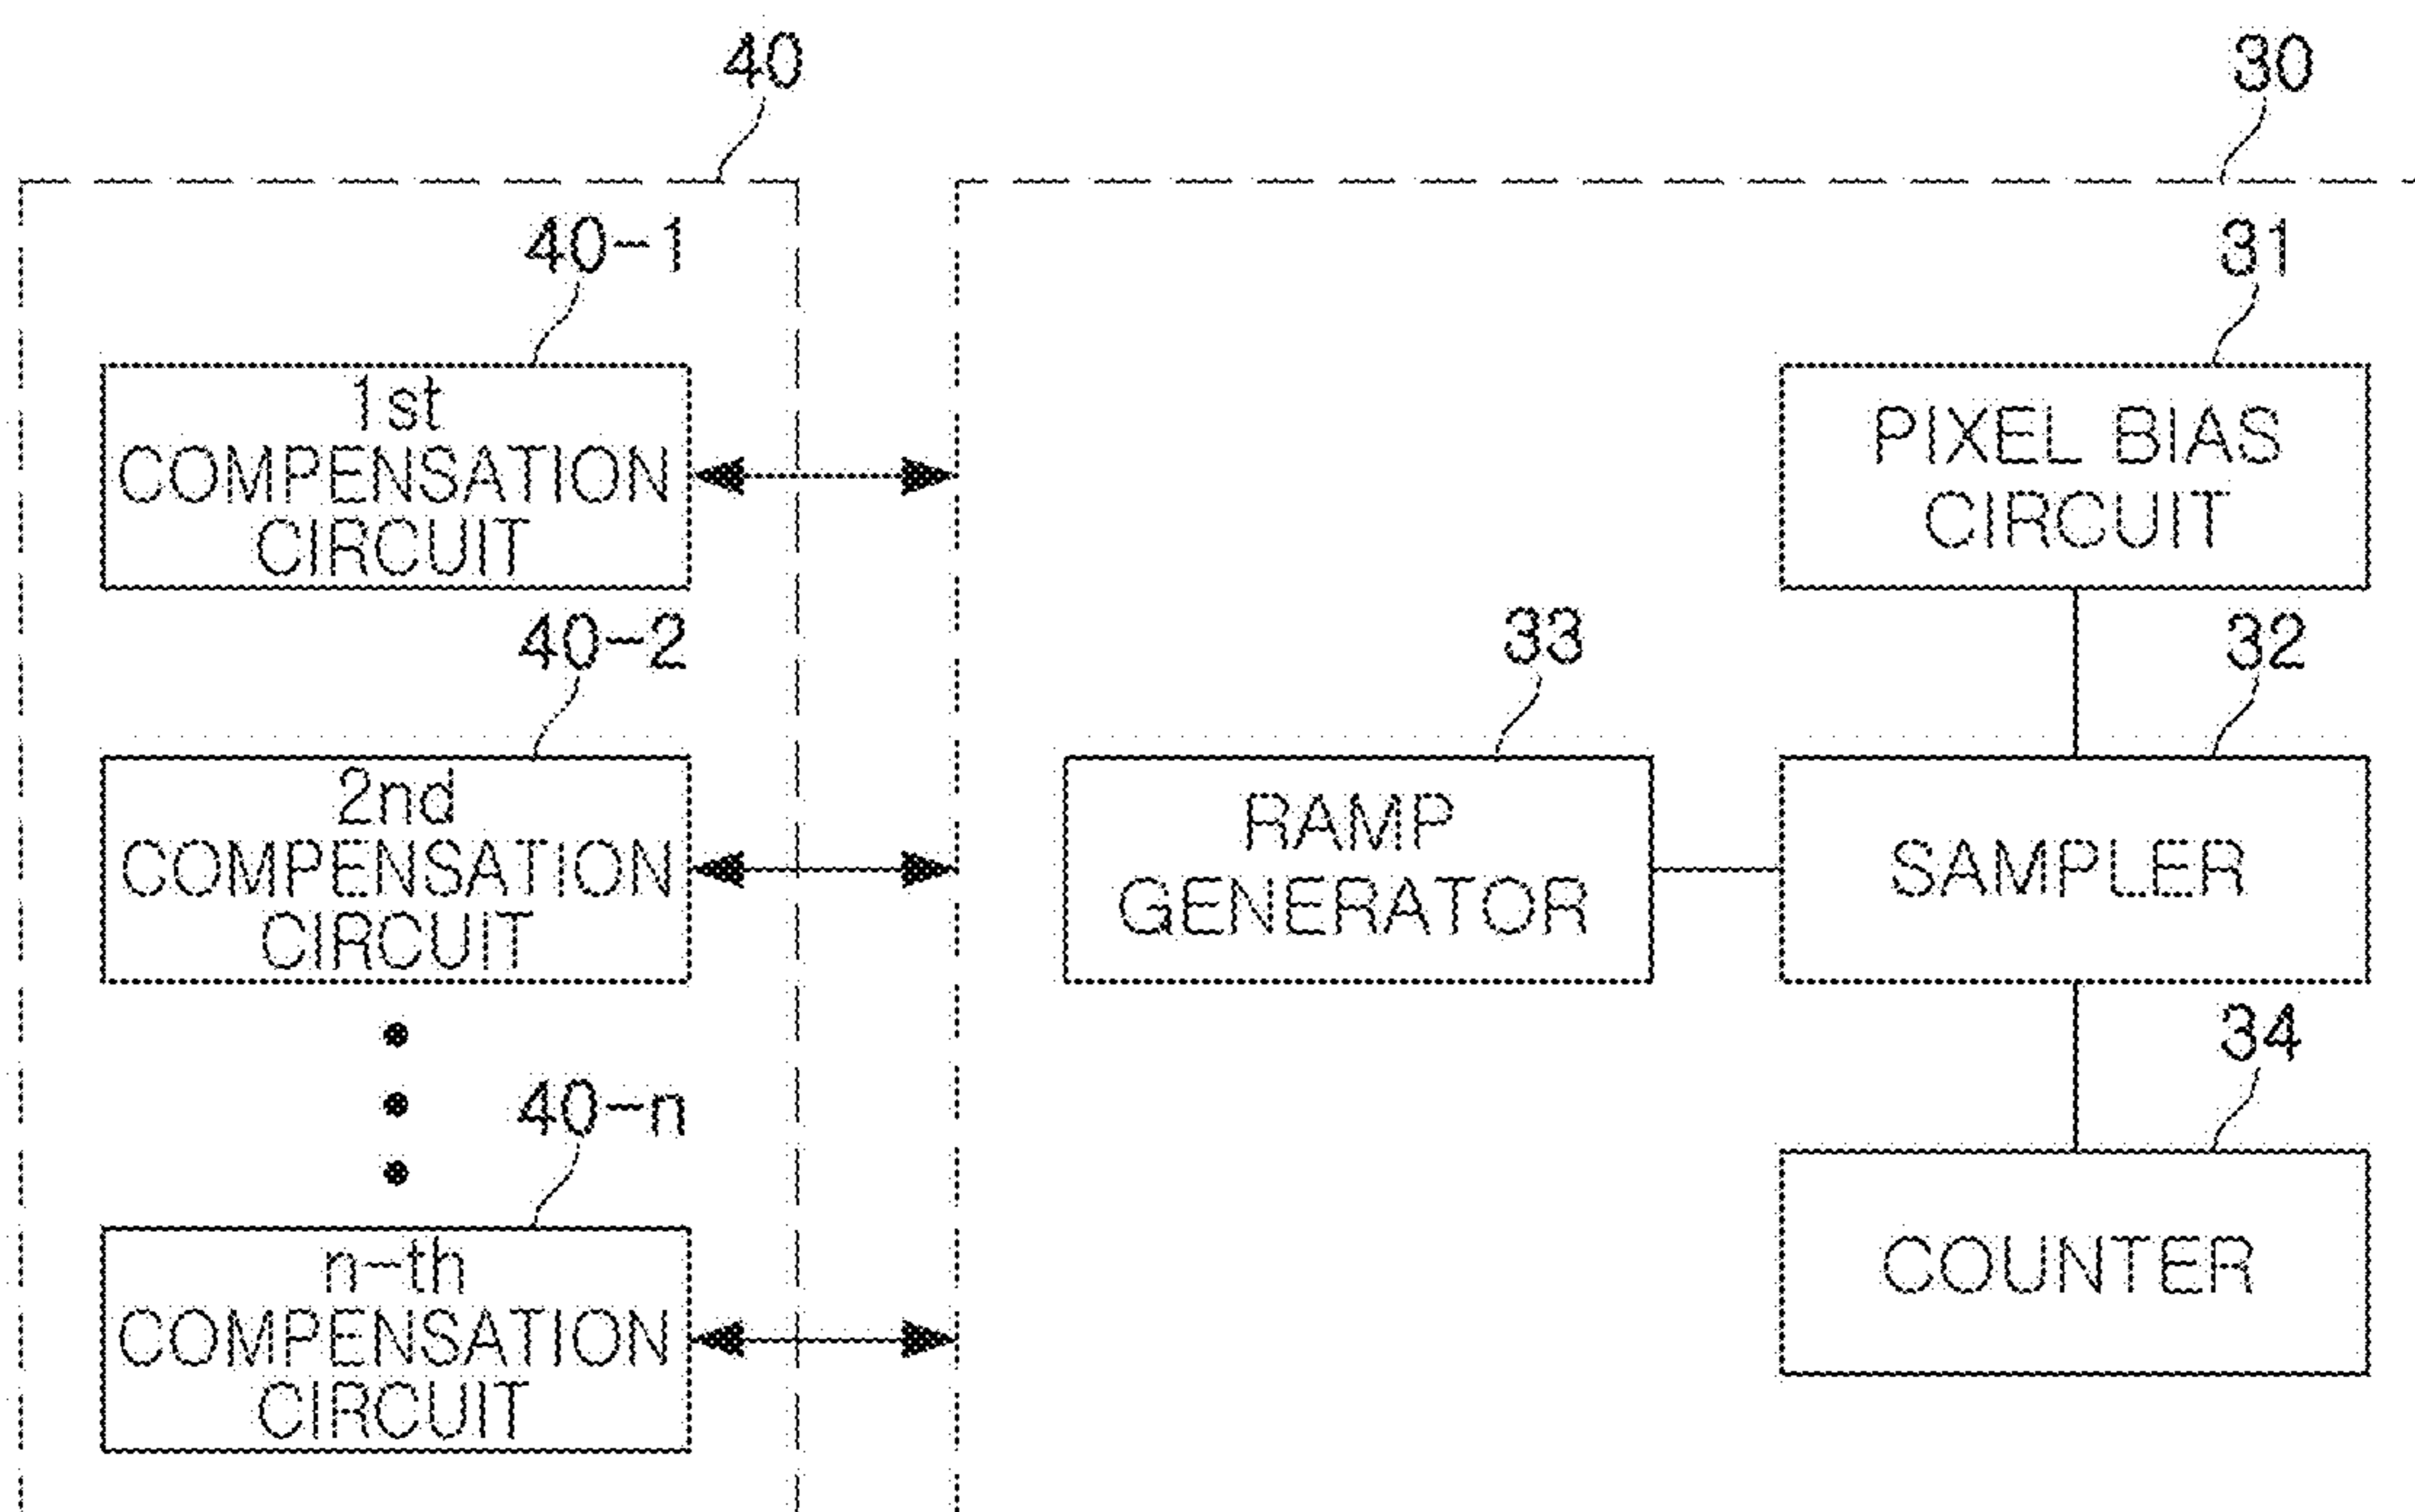 40
30
40-1
31
1st
COMPENSATION
CIRCUIT
PIXEL BIAS
CIRCUIT
40-2
33
32
2nd
COMPENSATION
CIRCUIT
RAMP
GENERATOR
SAMPLER
34
40-n
n-th
COMPENSATION
CIRCUIT
COUNTER